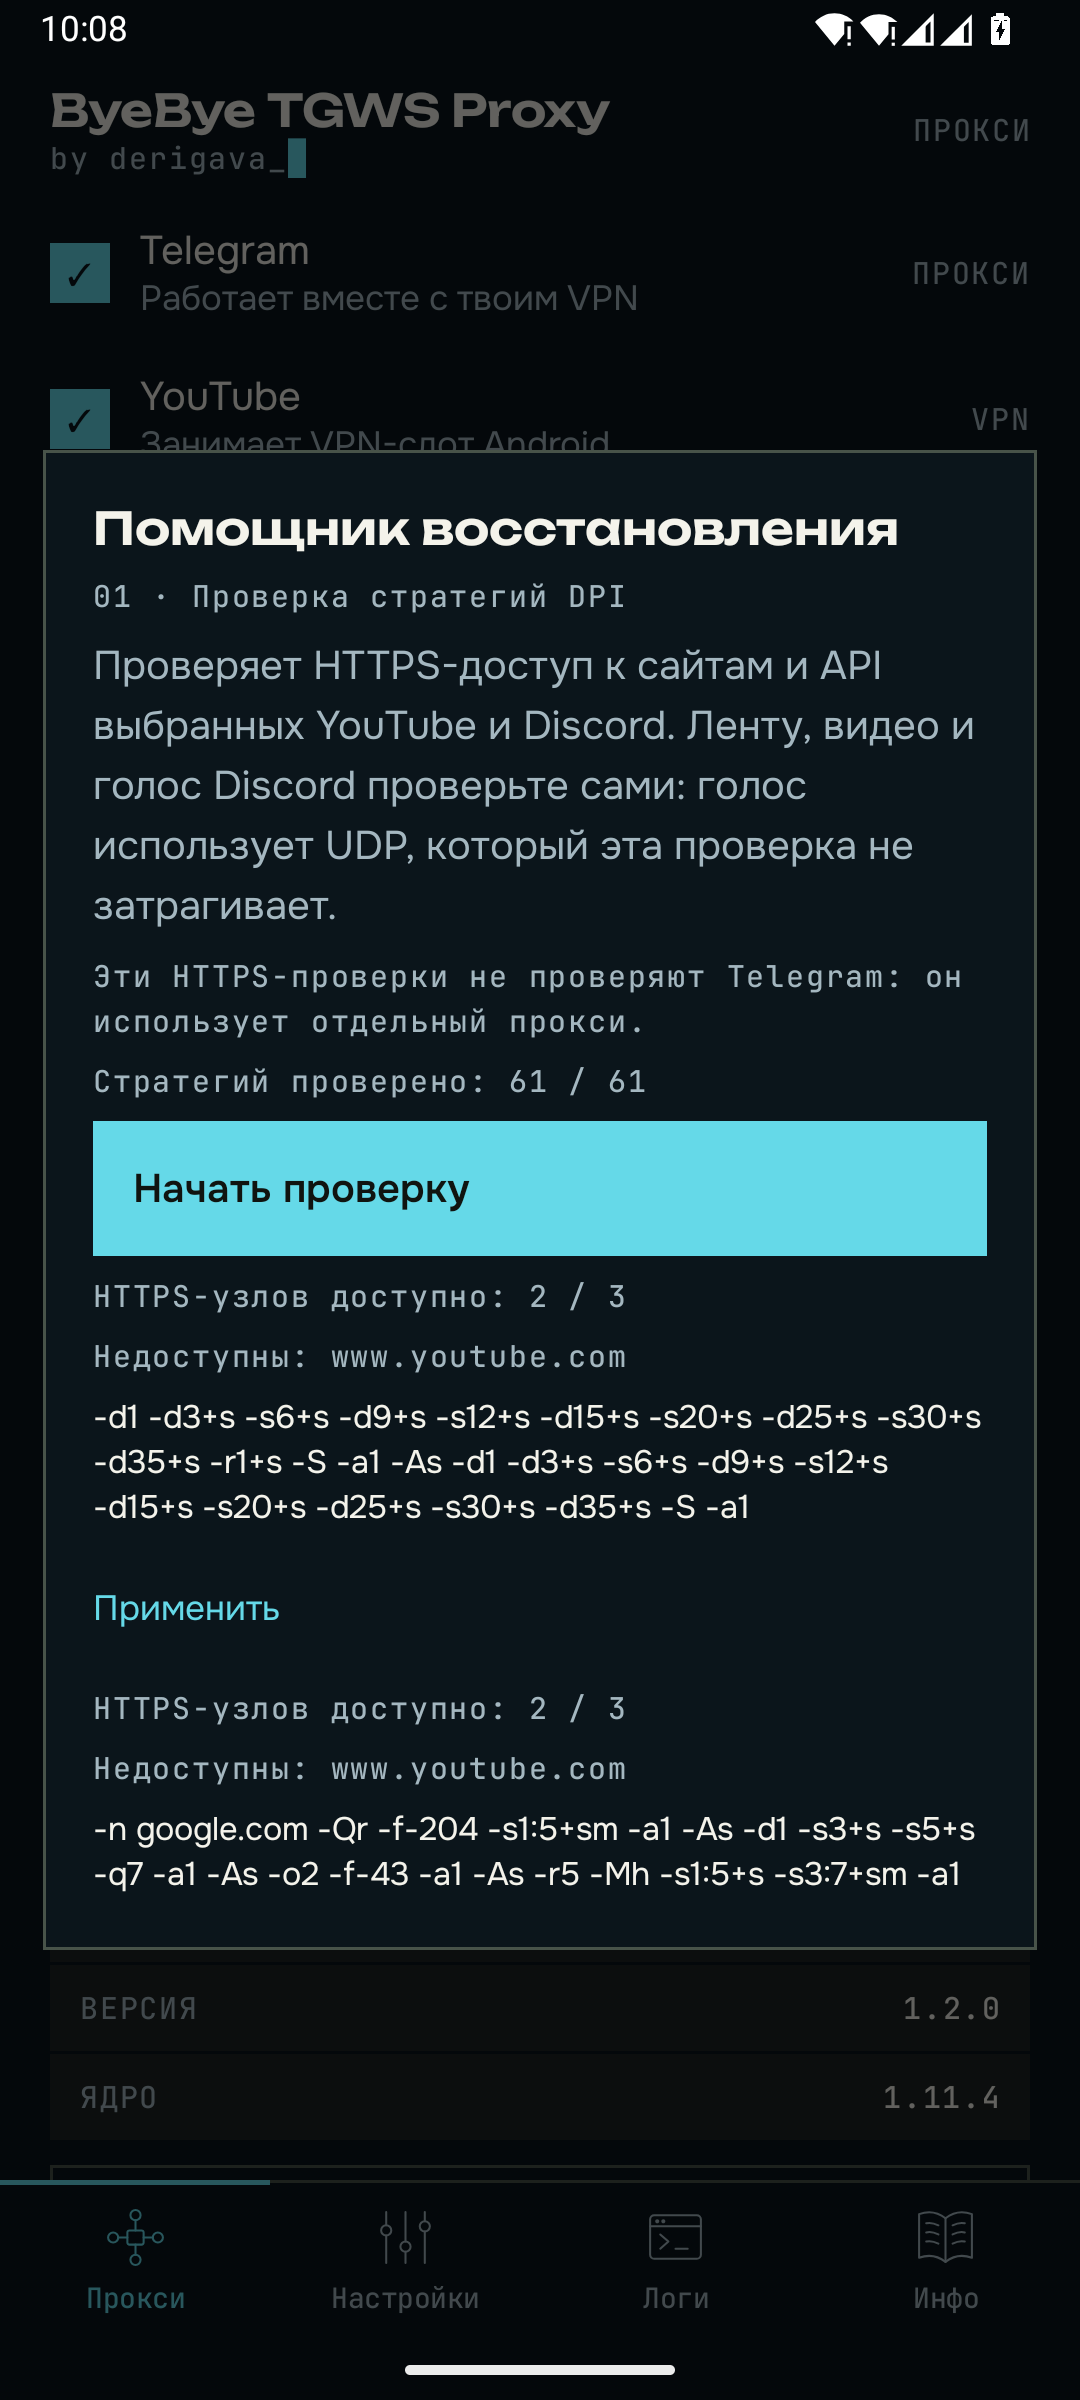 10:08
ByeBye TGWS Proxy
by derigava_
ПРОКСИ
Telegram
Работает вместе с твоим VPN
ПРОКСИ
YouTube
Занимает VPN-слот Android
VPN
Помощник восстановления
01 · Проверка стратегий DPI
Проверяет HTTPS-доступ к сайтам и API
выбранных YouTube и Discord. Ленту, видео и
голос Discord проверьте сами: голос
использует UDP, который эта проверка не
затрагивает.
Эти HTTPS-проверки не проверяют Telegram: он
использует отдельный прокси.
Стратегий проверено: 61 / 61
Начать проверку
HTTPS-узлов доступно: 2 / 3
Недоступны: www.youtube.com
-d1 -d3+s -s6+s -d9+s -s12+s -d15+s -s20+s -d25+s -s30+s
-d35+s -r1+s -S -a1 -As -d1 -d3+s -s6+s -d9+s -s12+s
-d15+s -s20+s -d25+s -s30+s -d35+s -S -a1
Применить
HTTPS-узлов доступно: 2 / 3
Недоступны: www.youtube.com
-n google.com -Qr -f-204 -s1:5+sm -a1 -As -d1 -s3+s -s5+s
-q7 -a1 -As -o2 -f-43 -a1 -As -r5 -Mh -s1:5+s -s3:7+sm -a1
ВЕРСИЯ
1.2.0
ЯДРО
1.11.4
Прокси
Настройки
Логи
Инфо